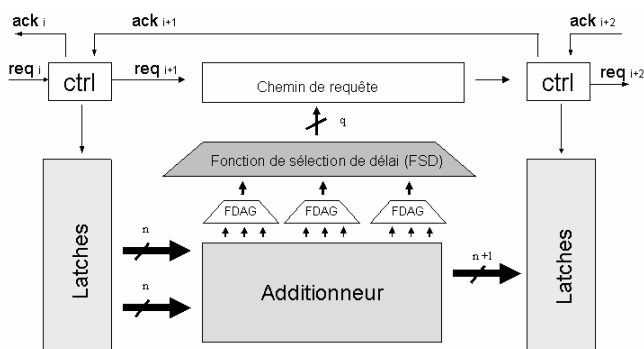 ack i
ack i+1
ack i+2
req i
ctrl
req i+1
Chemin de requête
ctrl
req i+2
q
Fonction de sélection de délai (FSD)
FDAG
FDAG
FDAG
Latches
n
n
Additionneur
n+1
Latches